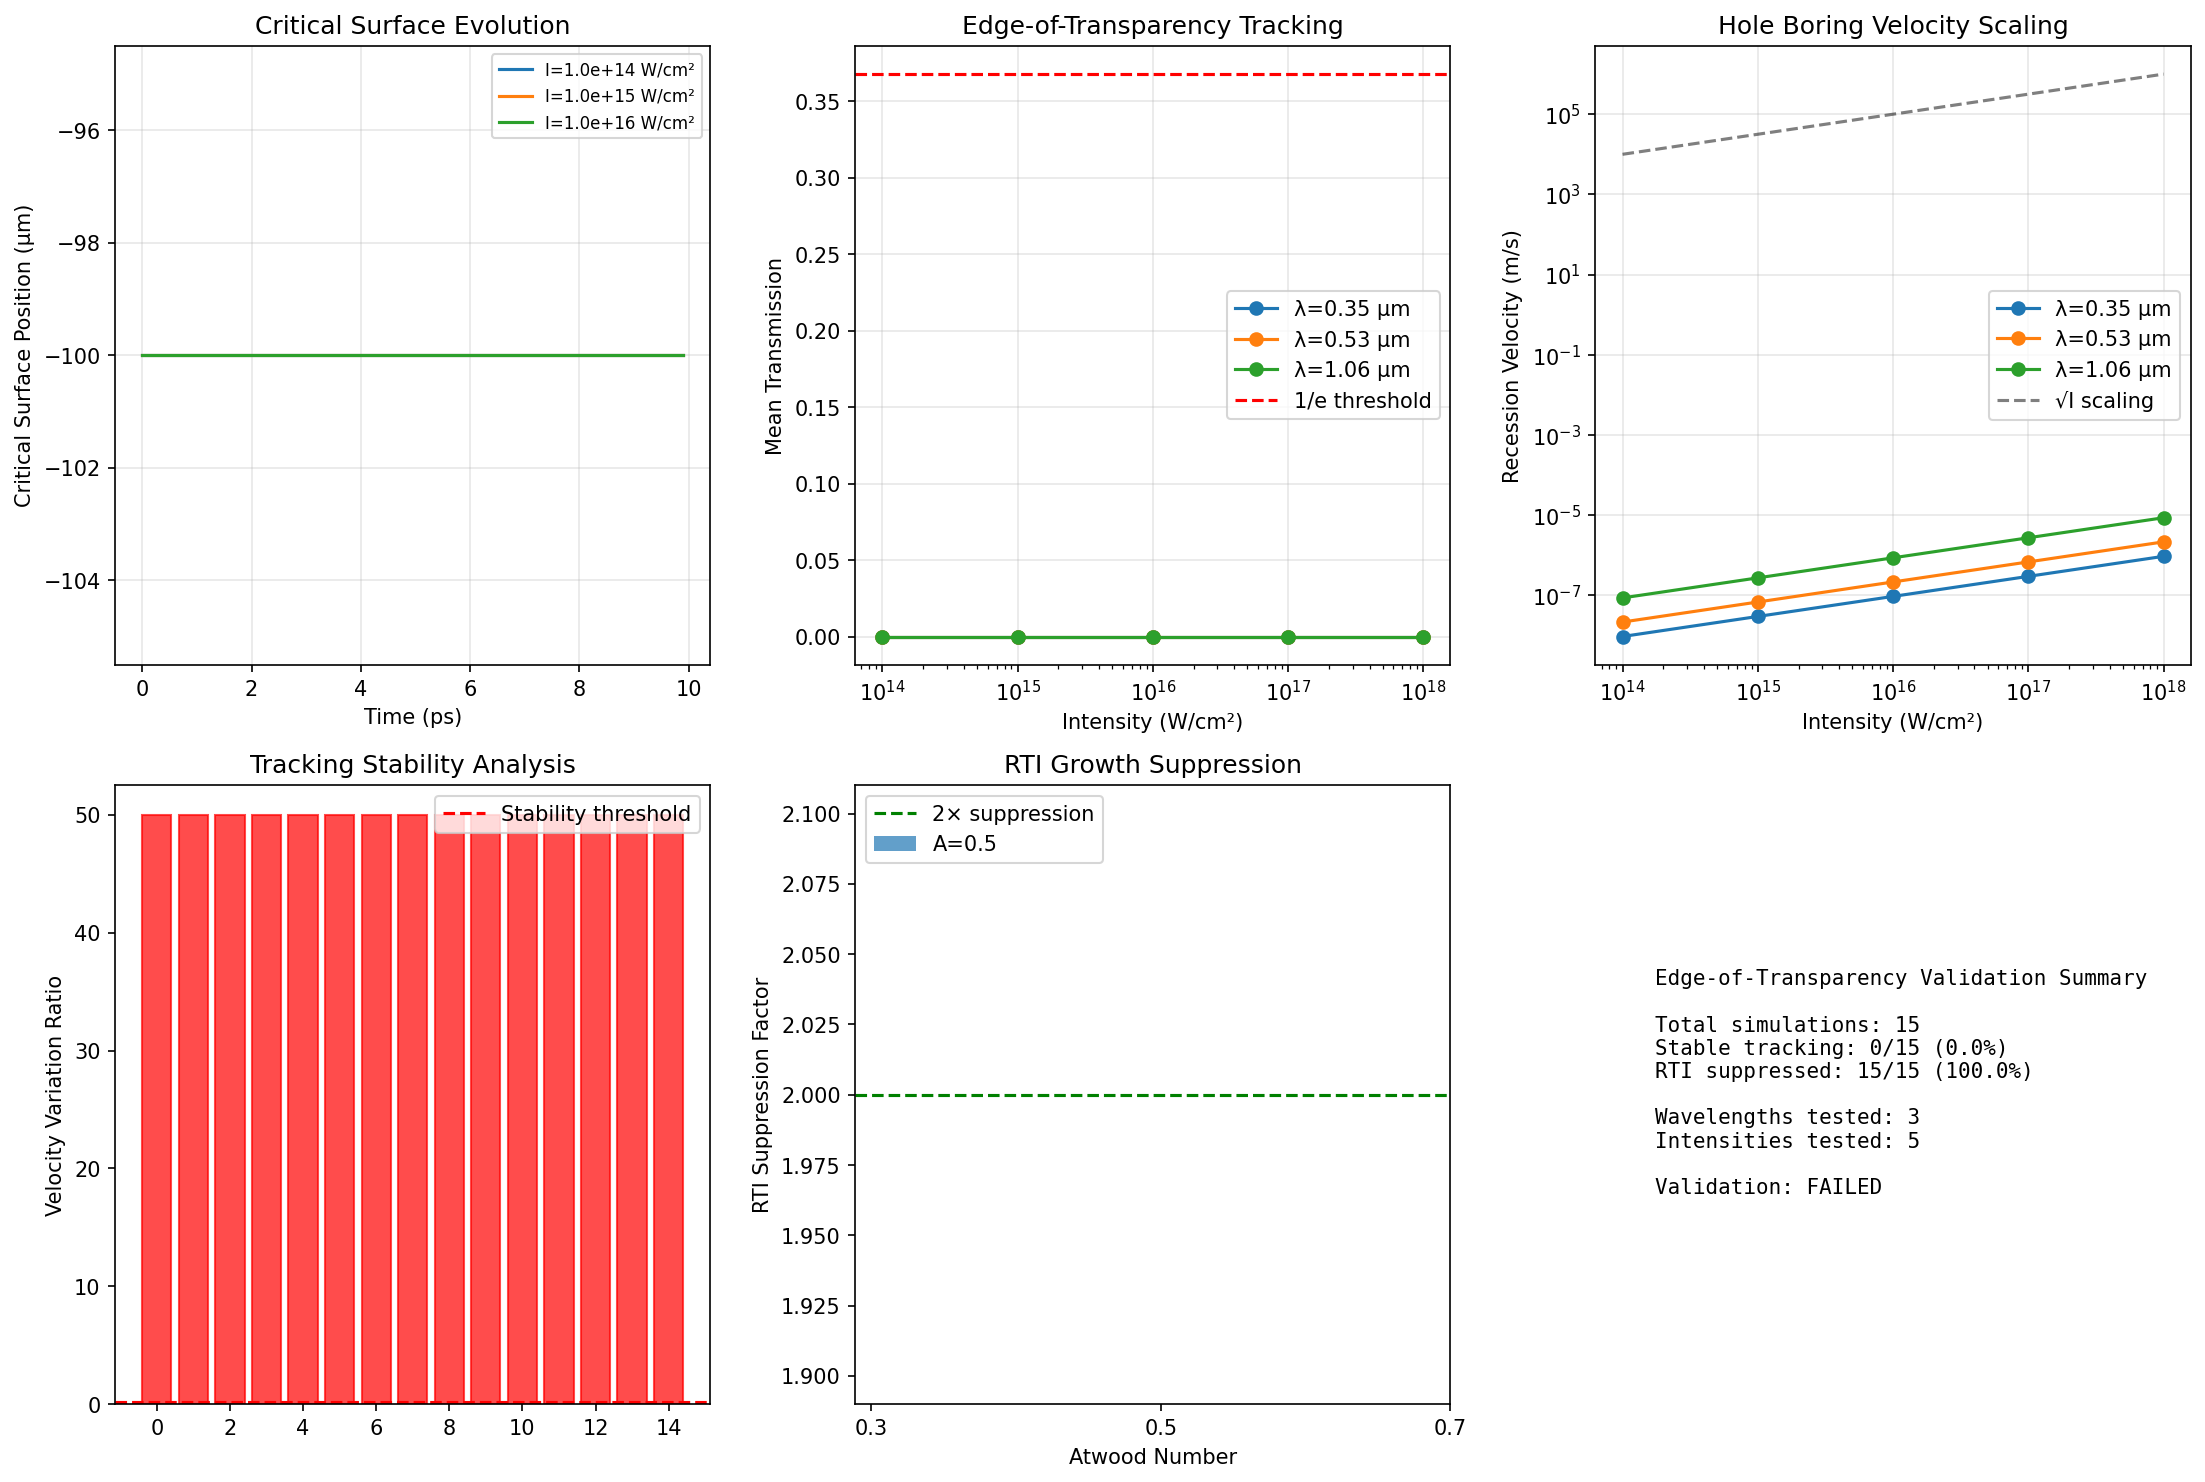 Critical Surface Evolution
Critical Surface Position (µm)
−96
−98
−100
−102
−104
I=1.0e+14 W/cm²
I=1.0e+15 W/cm²
I=1.0e+16 W/cm²
0 2 4 6 8 10
Time (ps)
Edge-of-Transparency Tracking
Mean Transmission
0.35
0.30
0.25
0.20
0.15
0.10
0.05
0.00
λ=0.35 µm
λ=0.53 µm
λ=1.06 µm
1/e threshold
10¹⁴ 10¹⁵ 10¹⁶ 10¹⁷ 10¹⁸
Intensity (W/cm²)
Hole Boring Velocity Scaling
Recession Velocity (m/s)
10⁵
10³
10¹
10⁻¹
10⁻³
10⁻⁵
10⁻⁷
λ=0.35 µm
λ=0.53 µm
λ=1.06 µm
√I scaling
10¹⁴ 10¹⁵ 10¹⁶ 10¹⁷ 10¹⁸
Intensity (W/cm²)
Tracking Stability Analysis
Velocity Variation Ratio
50
40
30
20
10
0
Stability threshold
0 2 4 6 8 10 12 14
RTI Growth Suppression
RTI Suppression Factor
2.100
2.075
2.050
2.025
2.000
1.975
1.950
1.925
1.900
2× suppression
A=0.5
0.3 0.5 0.7
Atwood Number
Edge-of-Transparency Validation Summary
Total simulations: 15
Stable tracking: 0/15 (0.0%)
RTI suppressed: 15/15 (100.0%)
Wavelengths tested: 3
Intensities tested: 5
Validation: FAILED